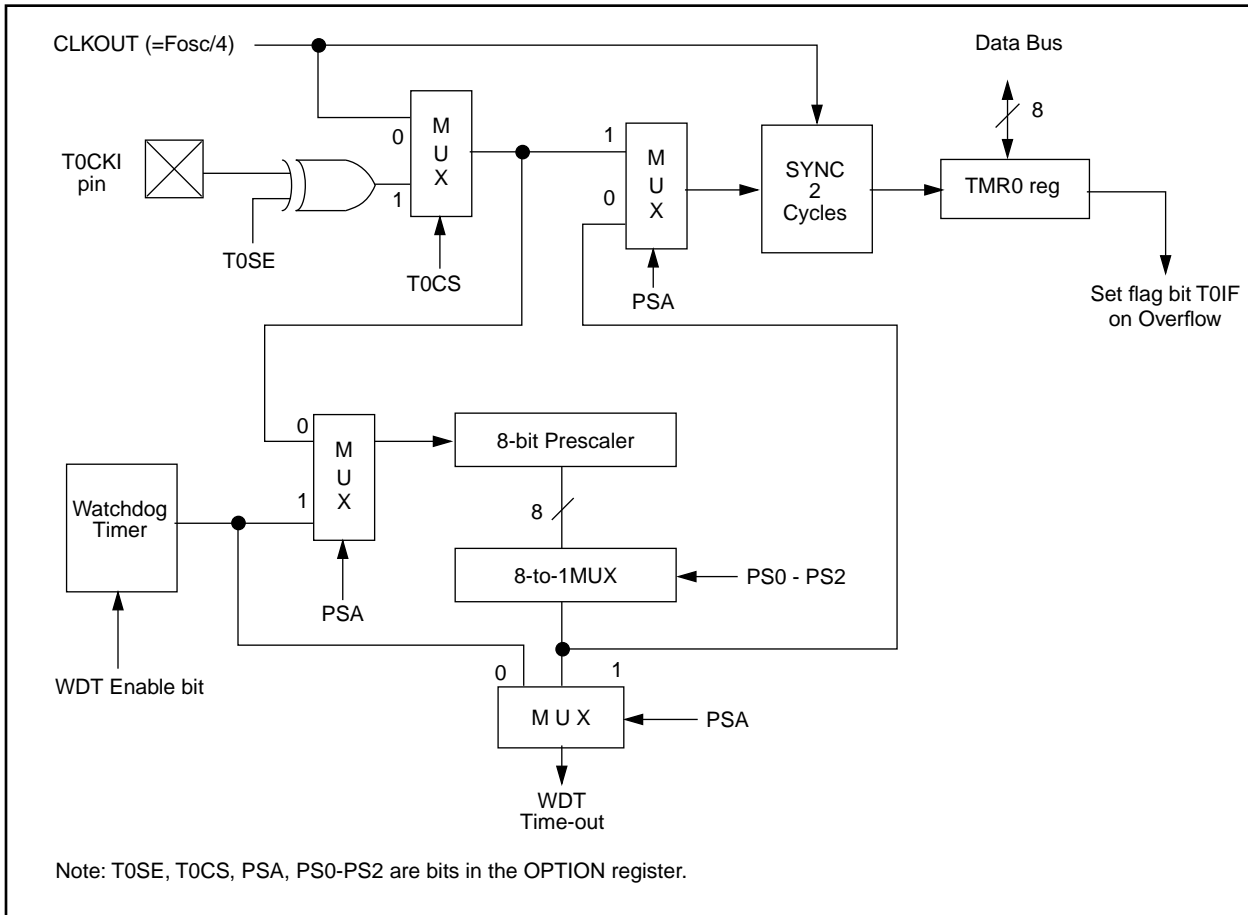 CLKOUT (=Fosc/4)
Data Bus
8
T0CKI
pin
0
1
M
U
X
T0SE
T0CS
1
0
M
U
X
PSA
SYNC
2
Cycles
TMR0 reg
Set flag bit T0IF
on Overflow
0
1
M
U
X
PSA
8-bit Prescaler
8
8-to-1MUX
PS0 - PS2
Watchdog
Timer
WDT Enable bit
0
1
M U X
PSA
WDT
Time-out
Note: T0SE, T0CS, PSA, PS0-PS2 are bits in the OPTION register.